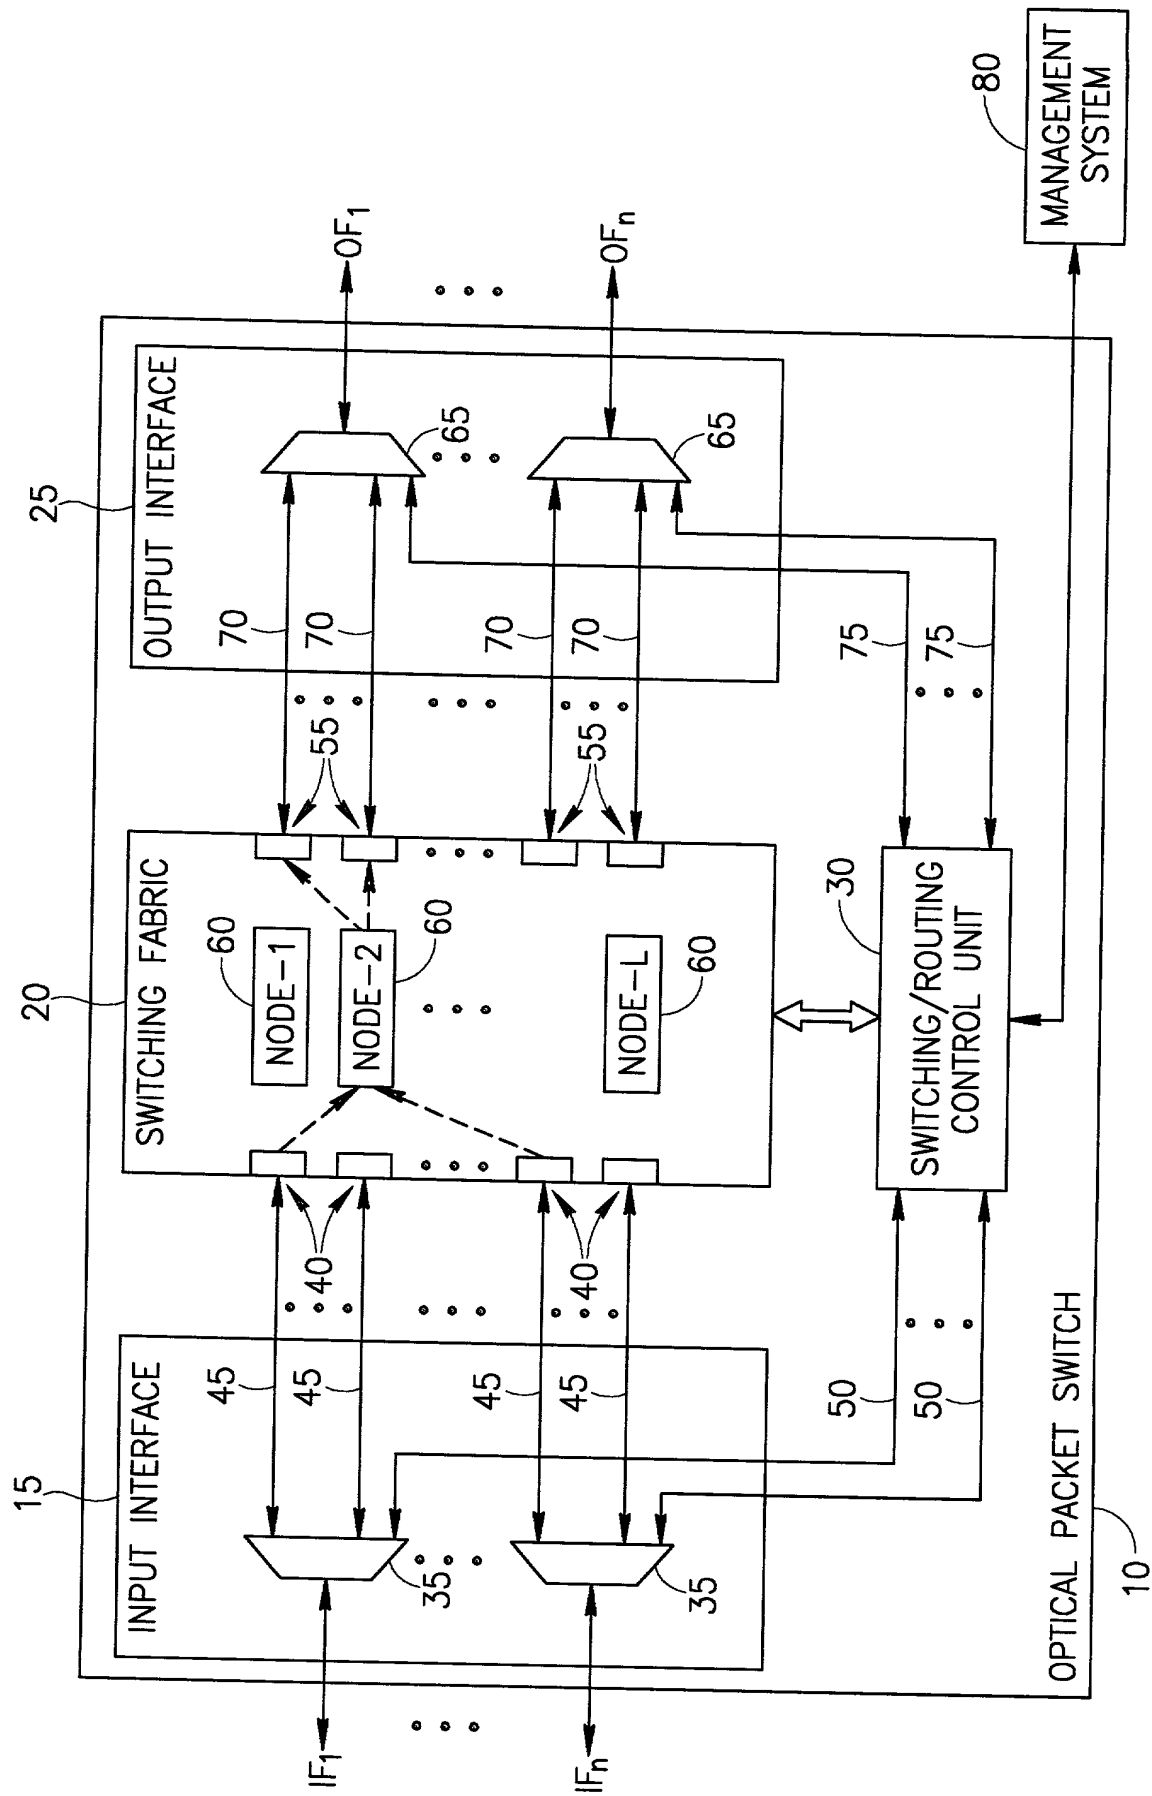 15
INPUT INTERFACE
45
45
45
45
35
35
IF1
IFn
40
40
20
SWITCHING FABRIC
60
NODE-1
NODE-2
60
NODE-L
60
55
55
25
OUTPUT INTERFACE
70
70
70
70
65
65
OF1
OFn
50
50
30
SWITCHING/ROUTING
CONTROL UNIT
75
75
80
MANAGEMENT
SYSTEM
OPTICAL PACKET SWITCH
10